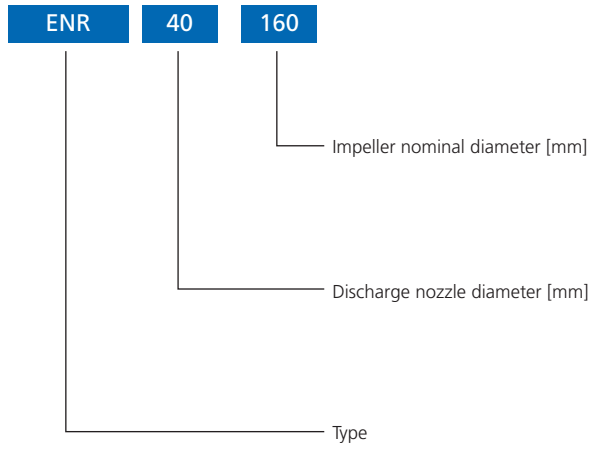 ENR 40 160
Impeller nominal diameter [mm]
Discharge nozzle diameter [mm]
Type